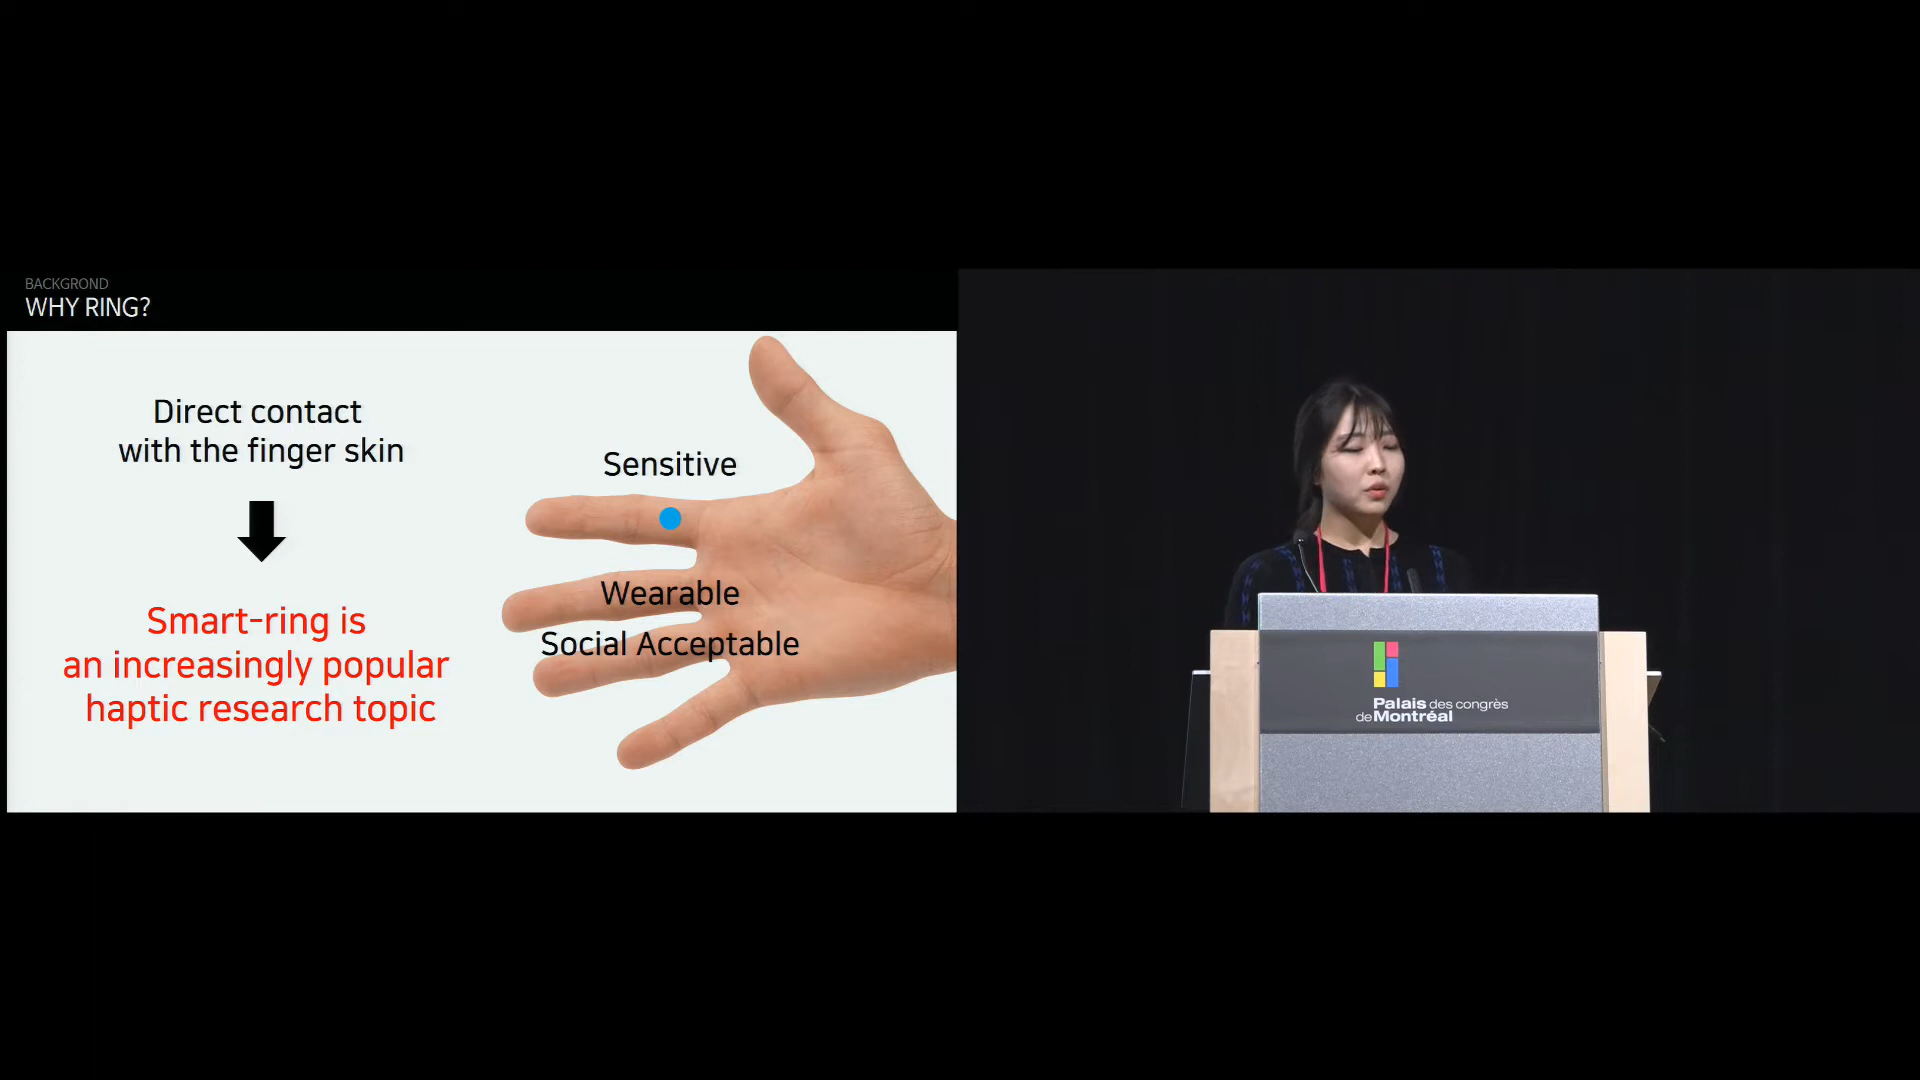 BACKGROND
WHY RING?
Direct contact
with the finger skin
Smart-ring is
an increasingly popular
haptic research topic
Sensitive
Wearable
Social Acceptable
Palais des congrès
de Montréal